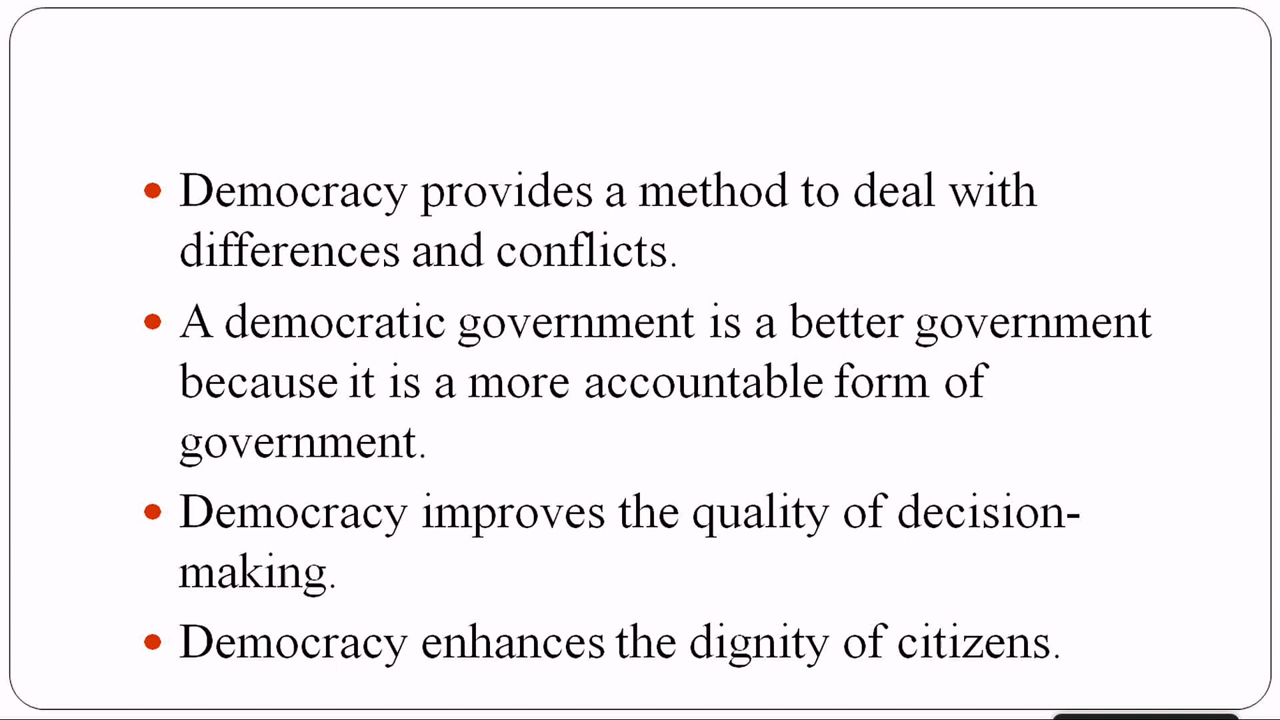 • Democracy provides a method to deal with
differences and conflicts.
• A democratic government is a better government
because it is a more accountable form of
government.
• Democracy improves the quality of decision-
making.
• Democracy enhances the dignity of citizens.